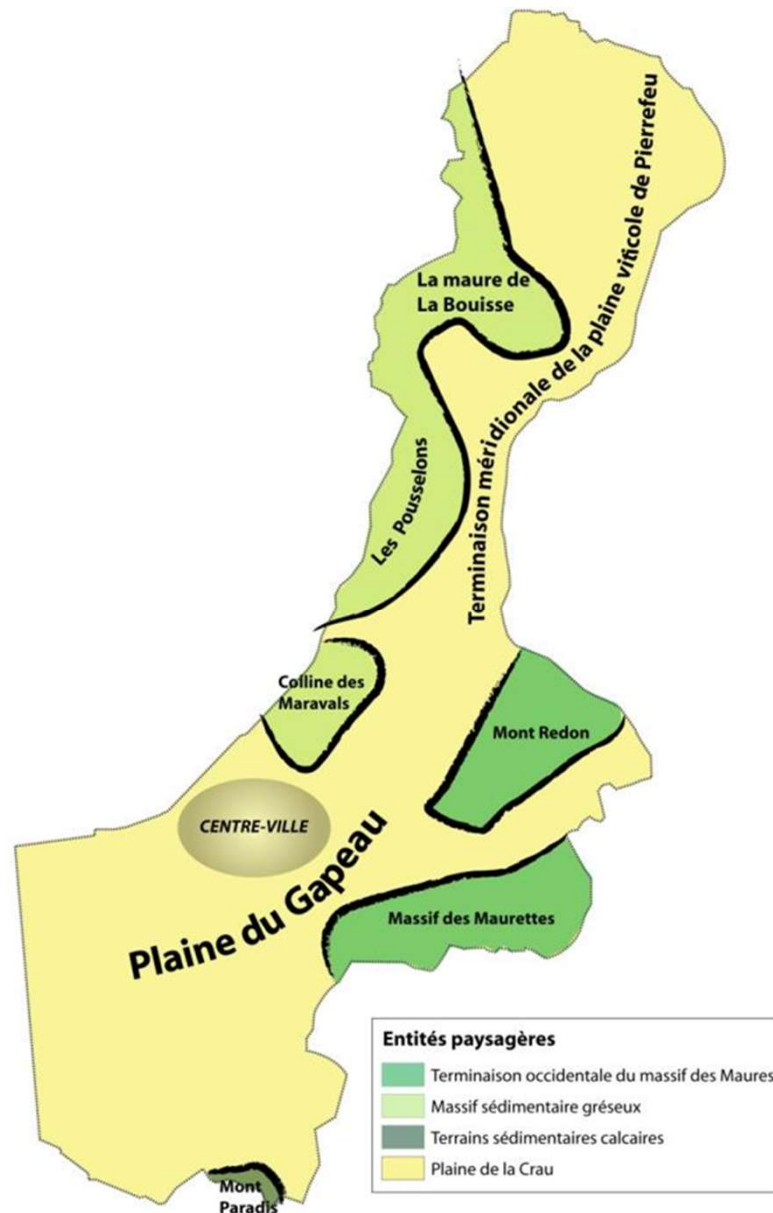 Terminaison méridionale de la plaine viticole de Pierrefeu
La maure de
La Bouisse
Les Pousselons
Colline des
Maravals
Mont Redon
CENTRE-VILLE
Plaine du Gapeau
Massif des Maurettes
Mont
Paradis
Entités paysagères
Terminaison occidentale du massif des Maures
Massif sédimentaire gréseux
Terrains sédimentaires calcaires
Plaine de la Crau